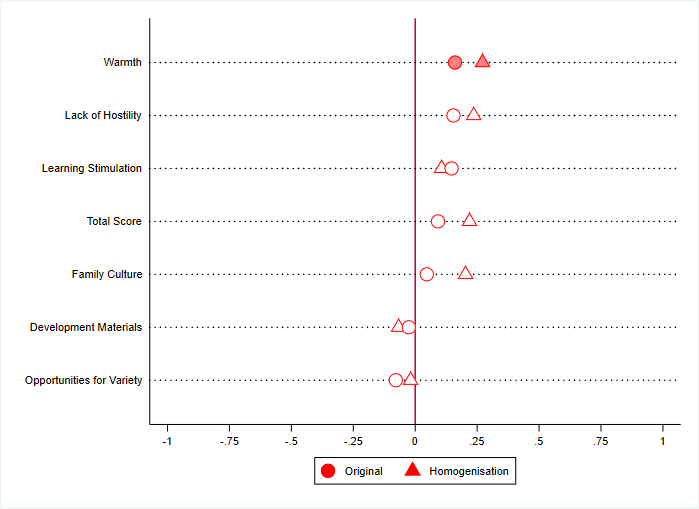 Warmth
Lack of Hostility
Learning Stimulation
Total Score
Family Culture
Development Materials
Opportunities for Variety
-1 -.75 -.5 -.25 0 .25 .5 .75 1
Original Homogenisation